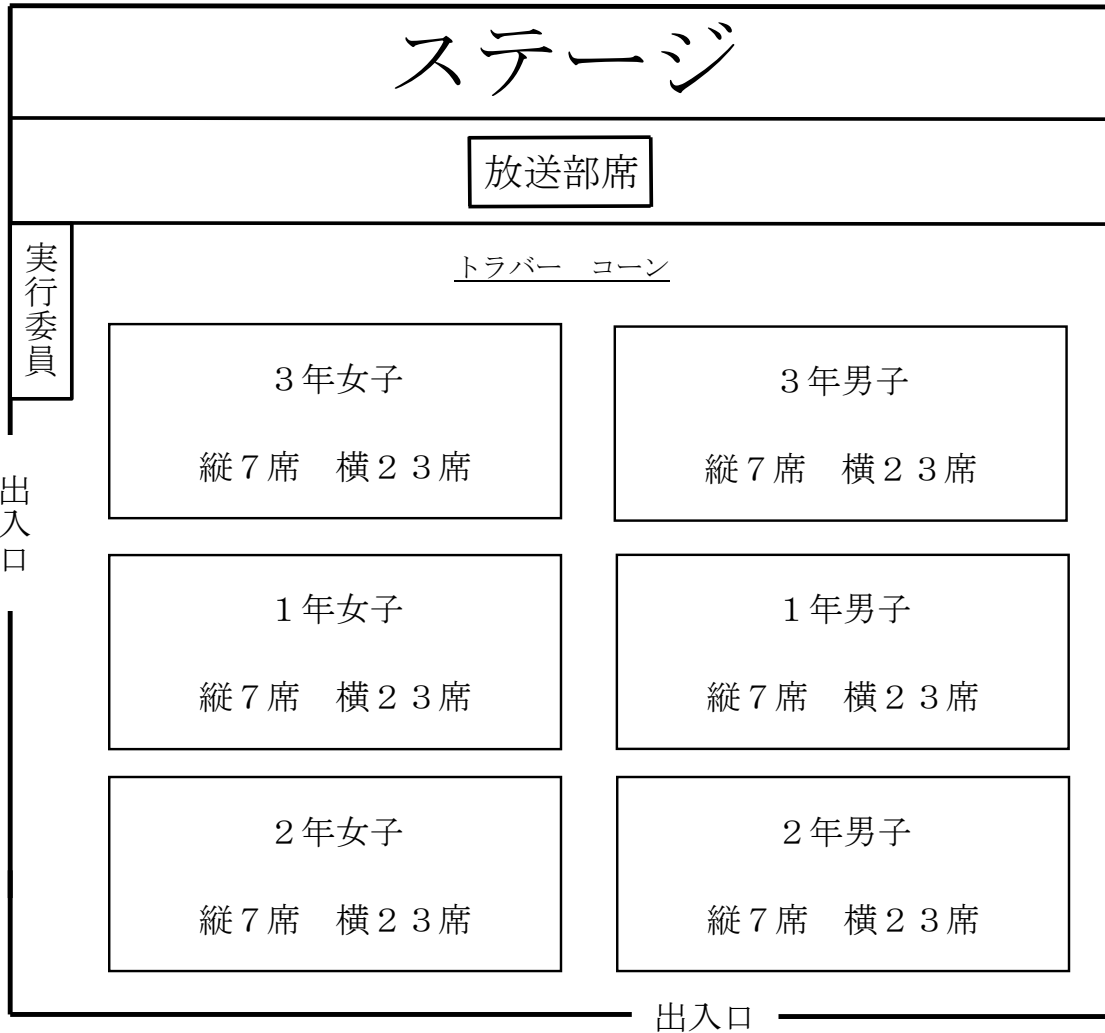 ステージ
放送部席
実行委員
トラバー　コーン
３年女子
縦７席　横２３席
３年男子
縦７席　横２３席
出入口
１年女子
縦７席　横２３席
１年男子
縦７席　横２３席
２年女子
縦７席　横２３席
２年男子
縦７席　横２３席
出入口